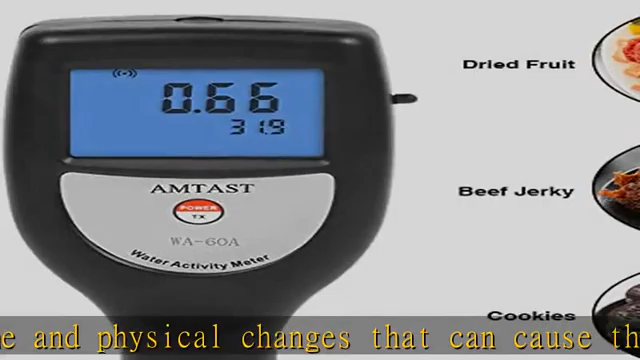 0.66
31.9
AMTAST
POWER
TX
WA-60A
Water Activity Meter
Dried Fruit
Beef Jerky
Cookies
and physical changes that can cause